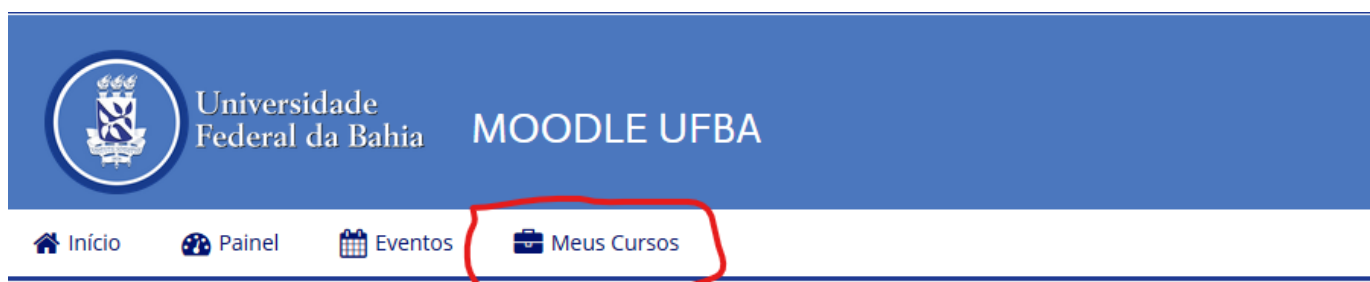 Universidade
Federal da Bahia
MOODLE UFBA
Início Painel Eventos Meus Cursos